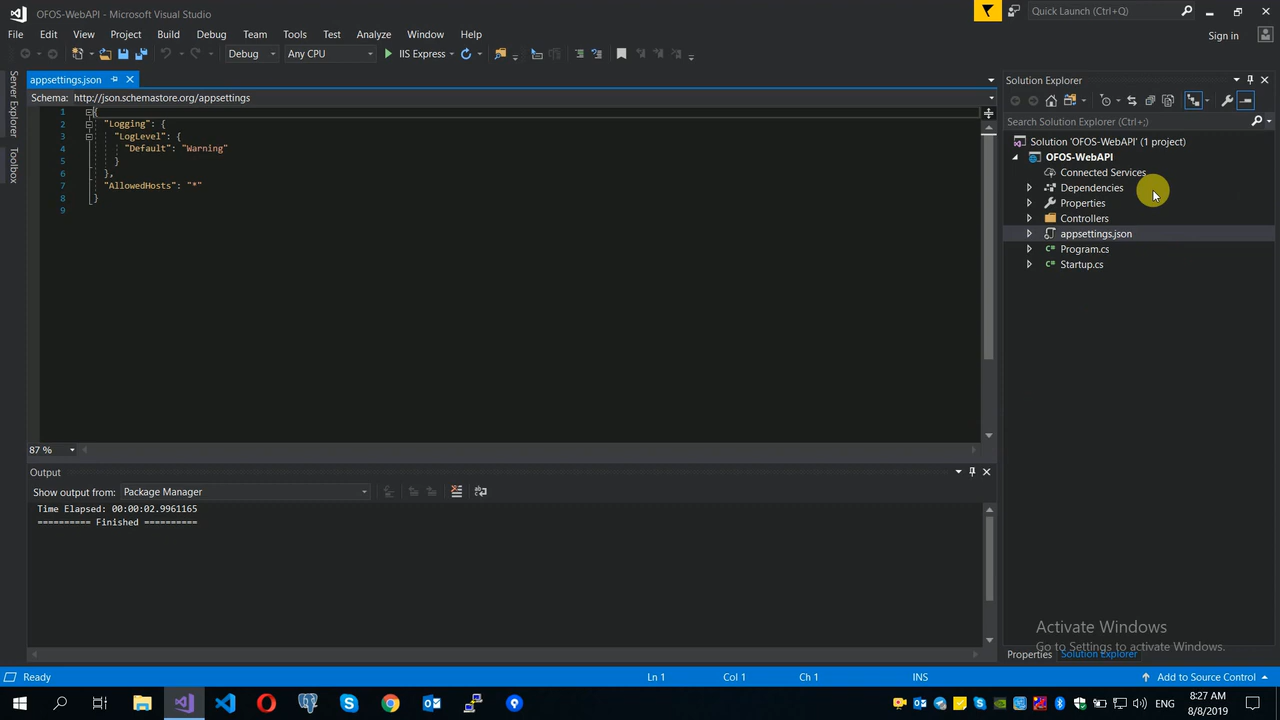 OFOS-WebAPI - Microsoft Visual Studio
Quick Launch (Ctrl+;)
File Edit View Project Build Debug Team Tools Test Analyze Window Help
Sign in
Debug Any CPU IIS Express
Server Explorer
Toolbox
appsettings.json
Schema: http://json.schemastore.org/appsettings
1 {
2 "Logging": {
3 "LogLevel": {
4 "Default": "Warning"
5 }
6 },
7 "AllowedHosts": "*"
8 }
9
87 %
Output
Show output from: Package Manager
Time Elapsed: 00:00:02.9961165
========== Finished ==========
Solution Explorer
Search Solution Explorer (Ctrl+;)
Solution 'OFOS-WebAPI' (1 project)
OFOS-WebAPI
Connected Services
Dependencies
Properties
Controllers
appsettings.json
C# Program.cs
C# Startup.cs
Activate Windows
Go to Settings to activate Windows.
Properties Solution Explorer
Ready Ln 1 Col 1 Ch 1 INS Add to Source Control
ENG
8:27 AM
8/8/2019